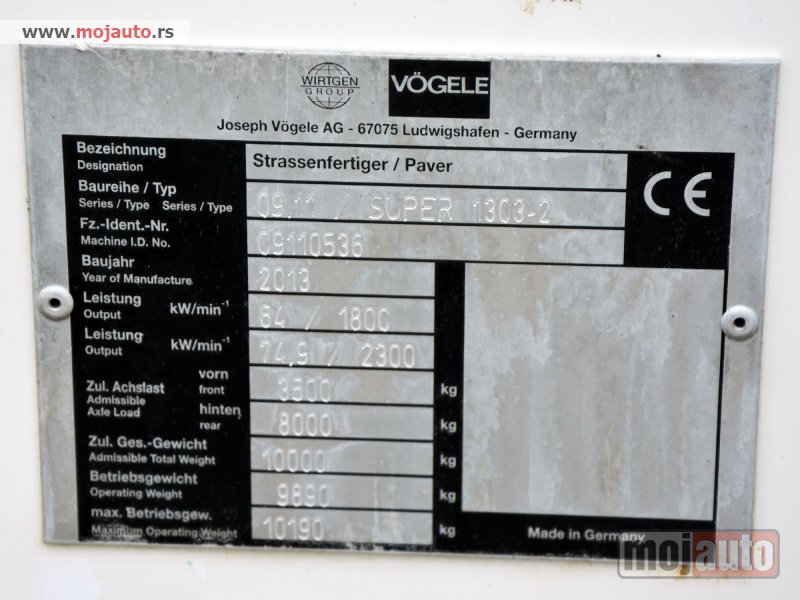 www.mojauto.rs
WIRTGEN
GROUP
VÖGELE
Joseph Vögele AG - 67075 Ludwigshafen - Germany
Bezeichnung
Designation
Strassenfertiger / Paver
CE
Baureihe / Typ
Series / Type Series / Type
09.11 / SUPER 1303-2
Fz.-Ident.-Nr.
Machine I.D. No.
09110536
Baujahr
Year of Manufacture
2013
Leistung kW/min-1
Output
64 / 1800
Leistung kW/min-1
Output
74.9 / 2300
Zul. Achslast
Admissible
Axle Load
vorn
front
3500 kg
hinten
rear
8000 kg
Zul. Ges.-Gewicht
Admissible Total Weight
10000 kg
Betriebsgewicht
Operating Weight
9890 kg
max. Betriebsgew.
Maximum Operating Weight
10190 kg
Made in Germany
mojauto